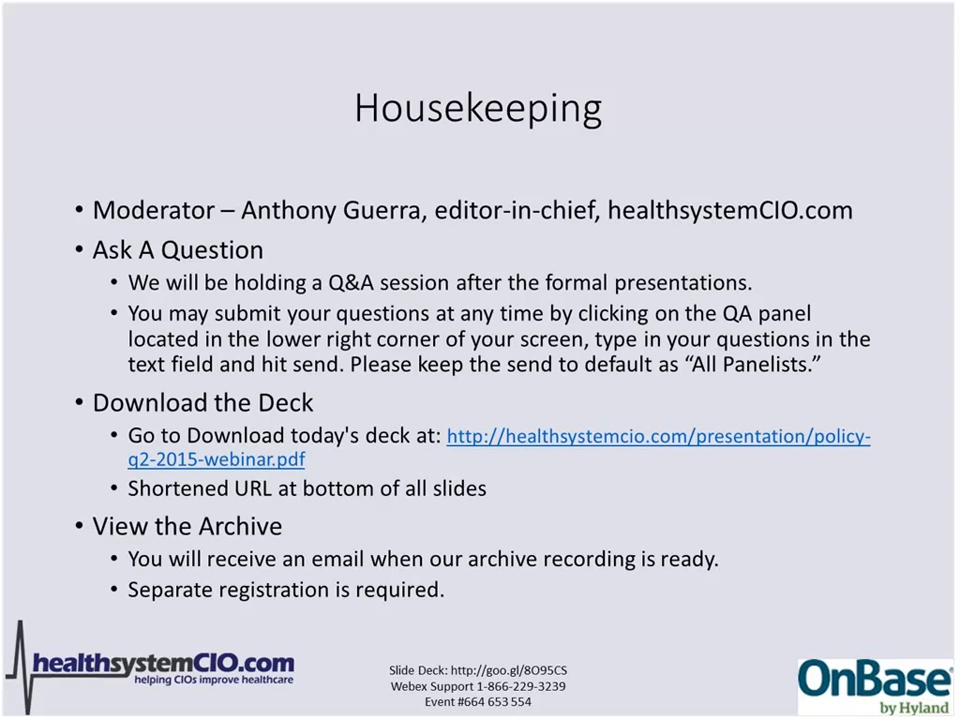 Housekeeping
• Moderator – Anthony Guerra, editor-in-chief, healthsystemCIO.com
• Ask A Question
• We will be holding a Q&A session after the formal presentations.
• You may submit your questions at any time by clicking on the QA panel
located in the lower right corner of your screen, type in your questions in the
text field and hit send. Please keep the send to default as “All Panelists.”
• Download the Deck
• Go to Download today's deck at: http://healthsystemcio.com/presentation/policy-
q2-2015-webinar.pdf
• Shortened URL at bottom of all slides
• View the Archive
• You will receive an email when our archive recording is ready.
• Separate registration is required.
healthsystemCIO.com
helping CIOs improve healthcare
Slide Deck: http://goo.gl/8O95CS
Webex Support 1-866-229-3239
Event #664 653 554
OnBase®
by Hyland